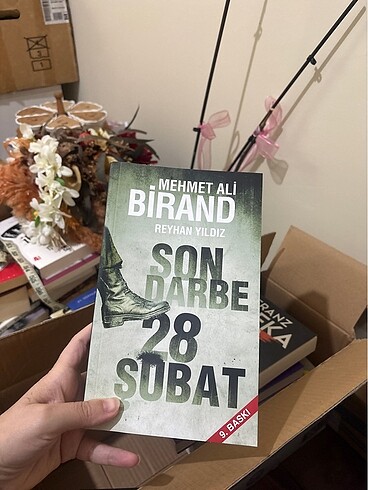 MEHMET ALİ
BİRAND
REYHAN YILDIZ
SON
DARBE
28
ŞUBAT
9. BASKI